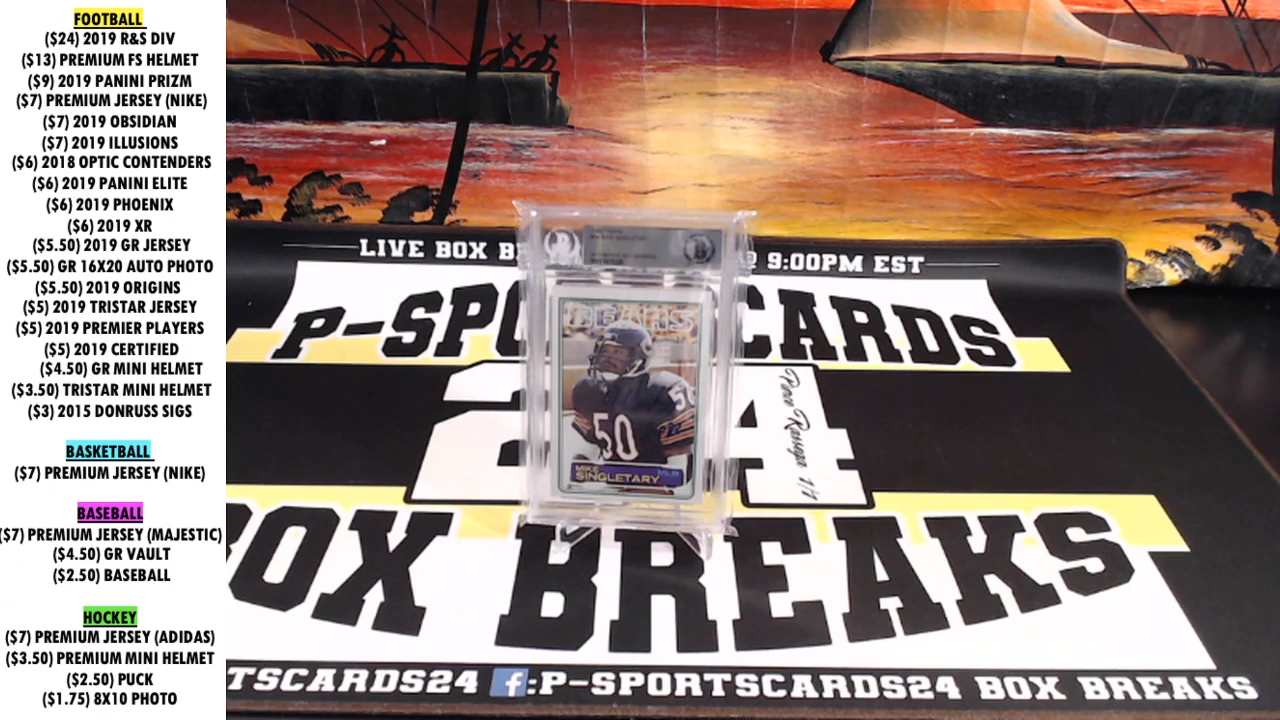 FOOTBALL
($24) 2019 R&S DIV
($13) PREMIUM FS HELMET
($9) 2019 PANINI PRIZM
($7) PREMIUM JERSEY (NIKE)
($7) 2019 OBSIDIAN
($7) 2019 ILLUSIONS
($6) 2018 OPTIC CONTENDERS
($6) 2019 PANINI ELITE
($6) 2019 PHOENIX
($6) 2019 XR
($5.50) 2019 GR JERSEY
($5.50) GR 16X20 AUTO PHOTO
($5.50) 2019 ORIGINS
($5) 2019 TRISTAR JERSEY
($5) 2019 PREMIER PLAYERS
($5) 2019 CERTIFIED
($4.50) GR MINI HELMET
($3.50) TRISTAR MINI HELMET
($3) 2015 DONRUSS SIGS
BASKETBALL
($7) PREMIUM JERSEY (NIKE)
BASEBALL
($7) PREMIUM JERSEY (MAJESTIC)
($4.50) GR VAULT
($2.50) BASEBALL
HOCKEY
($7) PREMIUM JERSEY (ADIDAS)
($3.50) PREMIUM MINI HELMET
($2.50) PUCK
($1.75) 8X10 PHOTO
LIVE BOX B 9:00PM EST
P-SPO CARDS
24
BOX BREAKS
TSCARDS24 f:P-SPORTSCARDS24 BOX BREAKS
BEARS
50
50
MIKE
SINGLETARY
MLB